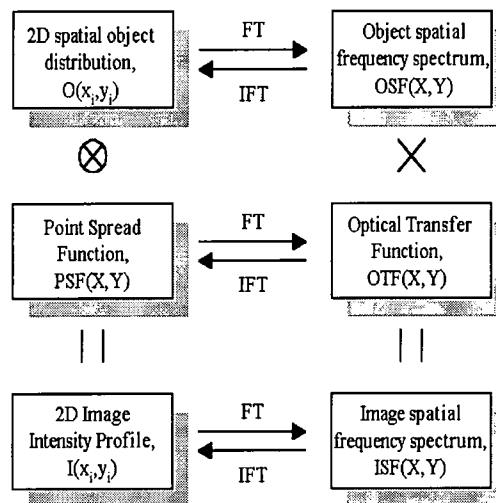 2D spatial object
distribution,
O(xᵢ,yᵢ)
FT
IFT
Object spatial
frequency spectrum,
OSF(X,Y)
⊗
×
Point Spread
Function,
PSF(X,Y)
FT
IFT
Optical Transfer
Function,
OTF(X,Y)
||
||
2D Image
Intensity Profile,
I(xᵢ,yᵢ)
FT
IFT
Image spatial
frequency spectrum,
ISF(X,Y)